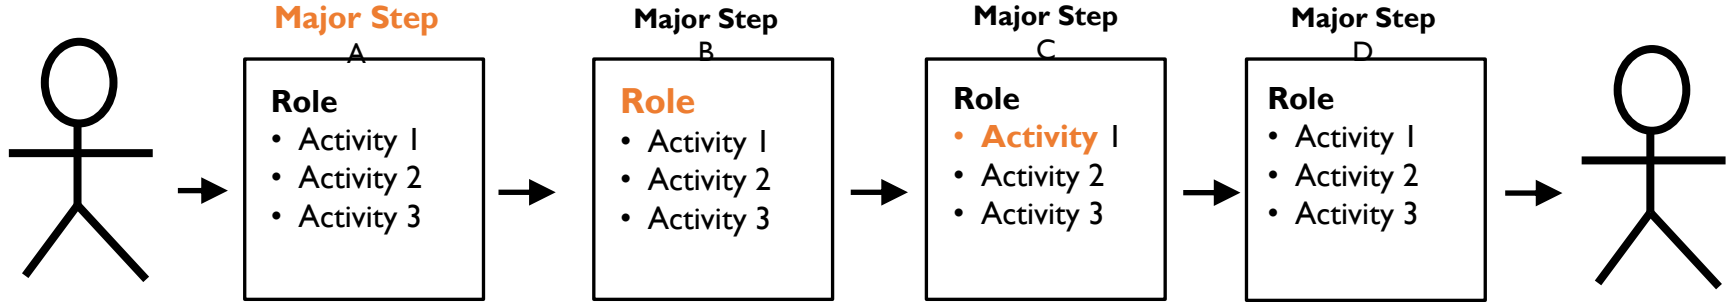 Major Step
A
Role
• Activity 1
• Activity 2
• Activity 3
Major Step
B
Role
• Activity 1
• Activity 2
• Activity 3
Major Step
C
Role
• Activity 1
• Activity 2
• Activity 3
Major Step
D
Role
• Activity 1
• Activity 2
• Activity 3